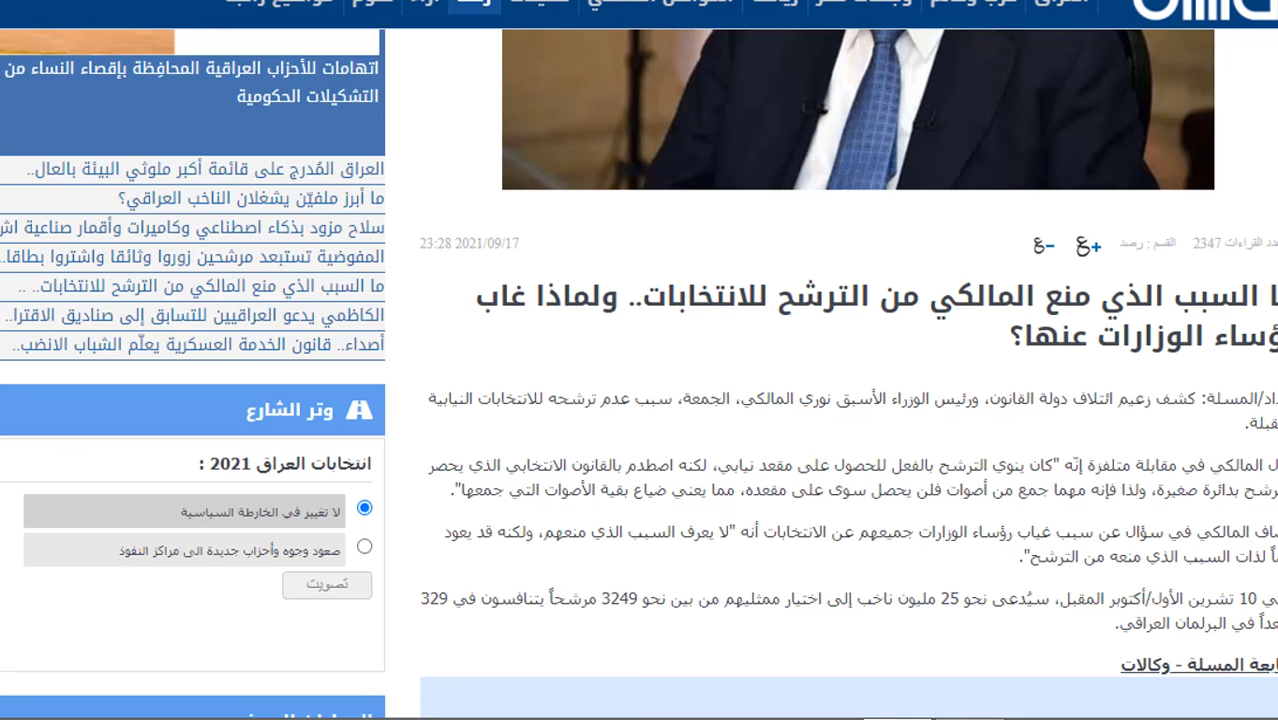 اتهامات للأحزاب العراقية المحافِظة بإقصاء النساء من
التشكيلات الحكومية
العراق المُدرج على قائمة أكبر ملوثي البيئة بالعال..
ما أبرز ملفيّن يشغلان الناخب العراقي؟
سلاح مزود بذكاء اصطناعي وكاميرات وأقمار صناعية
المفوضية تستبعد مرشحين زوروا وثائقا واشتروا بطاقا..
ما السبب الذي منع المالكي من الترشح للانتخابات.. ..
الكاظمي يدعو العراقيين للتسابق إلى صناديق الاقترا..
أصداء.. قانون الخدمة العسكرية يعلّم الشباب الانضب..
وتر الشارع
انتخابات العراق 2021 :
لا تغيير في الخارطة السياسية
صعود وجوه وأحزاب جديدة الى مراكز النفوذ
تصويت
القراءات 2347 القسم : رصد ع+ ع- 2021/09/17 23:28
السبب الذي منع المالكي من الترشح للانتخابات.. ولماذا غاب
الوزارات عنها؟
المسلة: كشف زعيم ائتلاف دولة القانون، ورئيس الوزراء الأسبق نوري المالكي، الجمعة، سبب عدم ترشحه للانتخابات النيابية
المالكي في مقابلة متلفزة إنّه "كان ينوي الترشح بالفعل للحصول على مقعد نيابي، لكنه اصطدم بالقانون الانتخابي الذي يحصر
بدائرة صغيرة، ولذا فإنه مهما جمع من أصوات فلن يحصل سوى على مقعده، مما يعني ضياع بقية الأصوات التي جمعها".
المالكي في سؤال عن سبب غياب رؤساء الوزارات جميعهم عن الانتخابات أنه "لا يعرف السبب الذي منعهم، ولكنه قد يعود
لذات السبب الذي منعه من الترشح".
10 تشرين الأول/أكتوبر المقبل، سيُدعى نحو 25 مليون ناخب إلى اختيار ممثليهم من بين نحو 3249 مرشحاً يتنافسون في 329
في البرلمان العراقي.
المسلة - وكالات